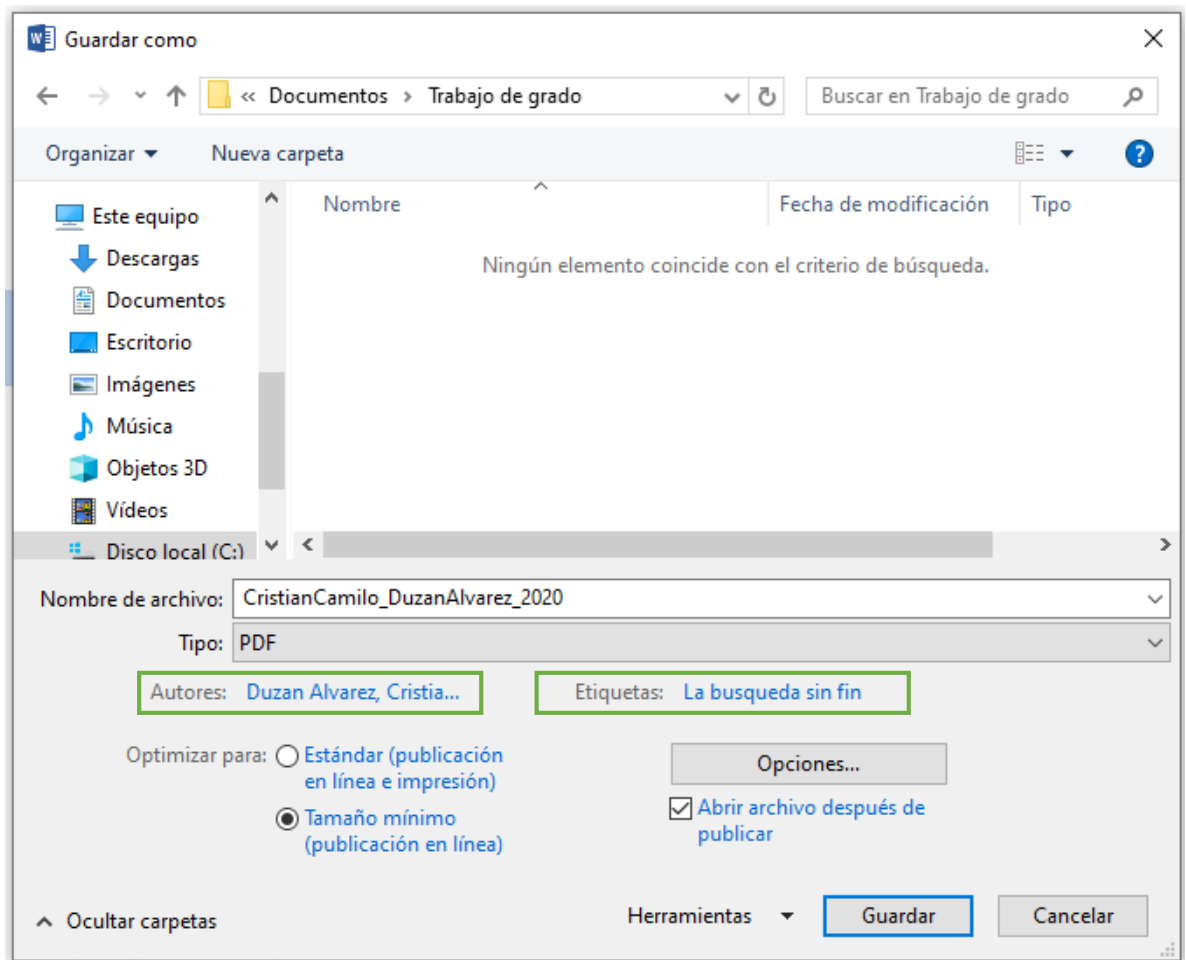 Guardar como
« Documentos › Trabajo de grado
Buscar en Trabajo de grado
Organizar
Nueva carpeta
?
Este equipo
Descargas
Documentos
Escritorio
Imágenes
Música
Objetos 3D
Vídeos
Disco local (C:)
Nombre
Fecha de modificación
Tipo
Ningún elemento coincide con el criterio de búsqueda.
Nombre de archivo: CristianCamilo_DuzanAlvarez_2020
Tipo: PDF
Autores: Duzan Alvarez, Cristia...
Etiquetas: La busqueda sin fin
Optimizar para:
Estándar (publicación
en línea e impresión)
Tamaño mínimo
(publicación en línea)
Opciones...
Abrir archivo después de
publicar
Ocultar carpetas
Herramientas
Guardar
Cancelar